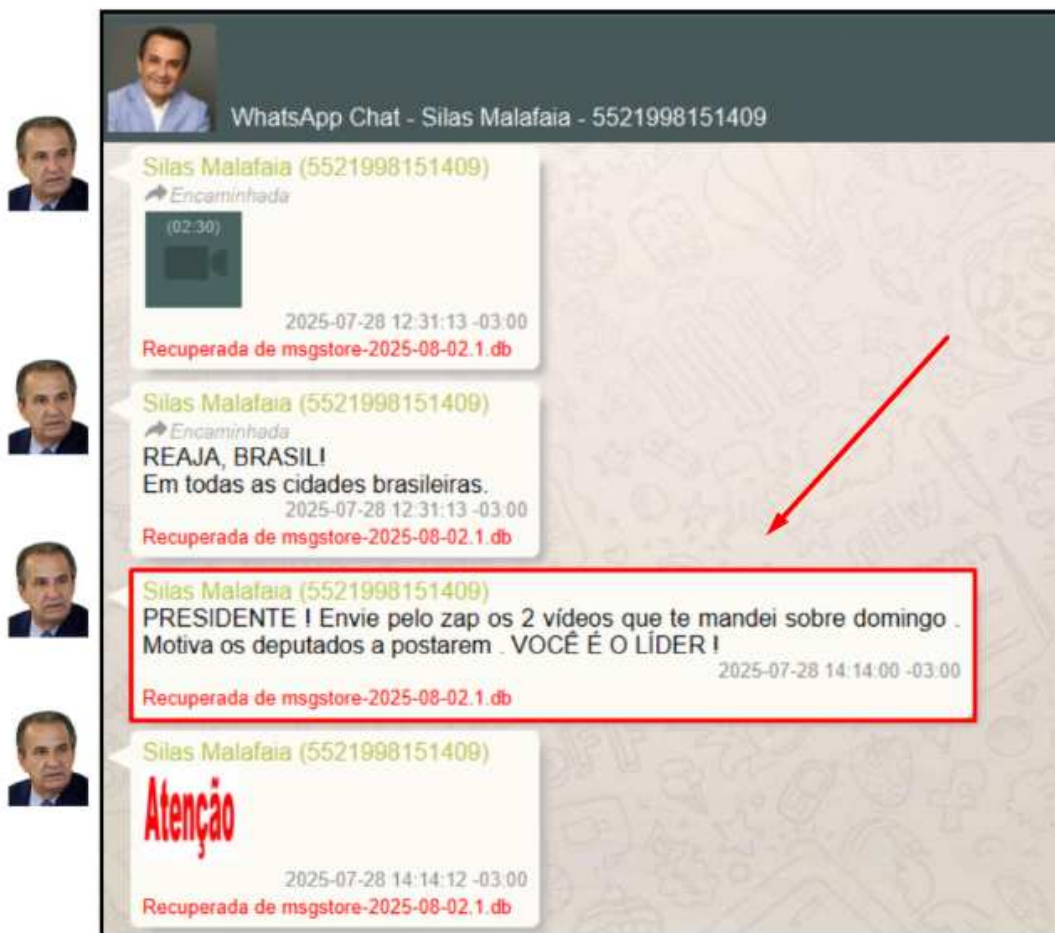 WhatsApp Chat - Silas Malafaia - 5521998151409
Silas Malafaia (5521998151409)
Encaminhada
(02:30)
2025-07-28 12:31:13 -03:00
Recuperada de msgstore-2025-08-02.1.db
Silas Malafaia (5521998151409)
Encaminhada
REAJA, BRASIL!
Em todas as cidades brasileiras.
2025-07-28 12:31:13 -03:00
Recuperada de msgstore-2025-08-02.1.db
Silas Malafaia (5521998151409)
PRESIDENTE ! Envie pelo zap os 2 vídeos que te mandei sobre domingo .
Motiva os deputados a postarem . VOCÊ É O LÍDER !
2025-07-28 14:14:00 -03:00
Recuperada de msgstore-2025-08-02.1.db
Silas Malafaia (5521998151409)
Atenção
2025-07-28 14:14:12 -03:00
Recuperada de msgstore-2025-08-02.1.db